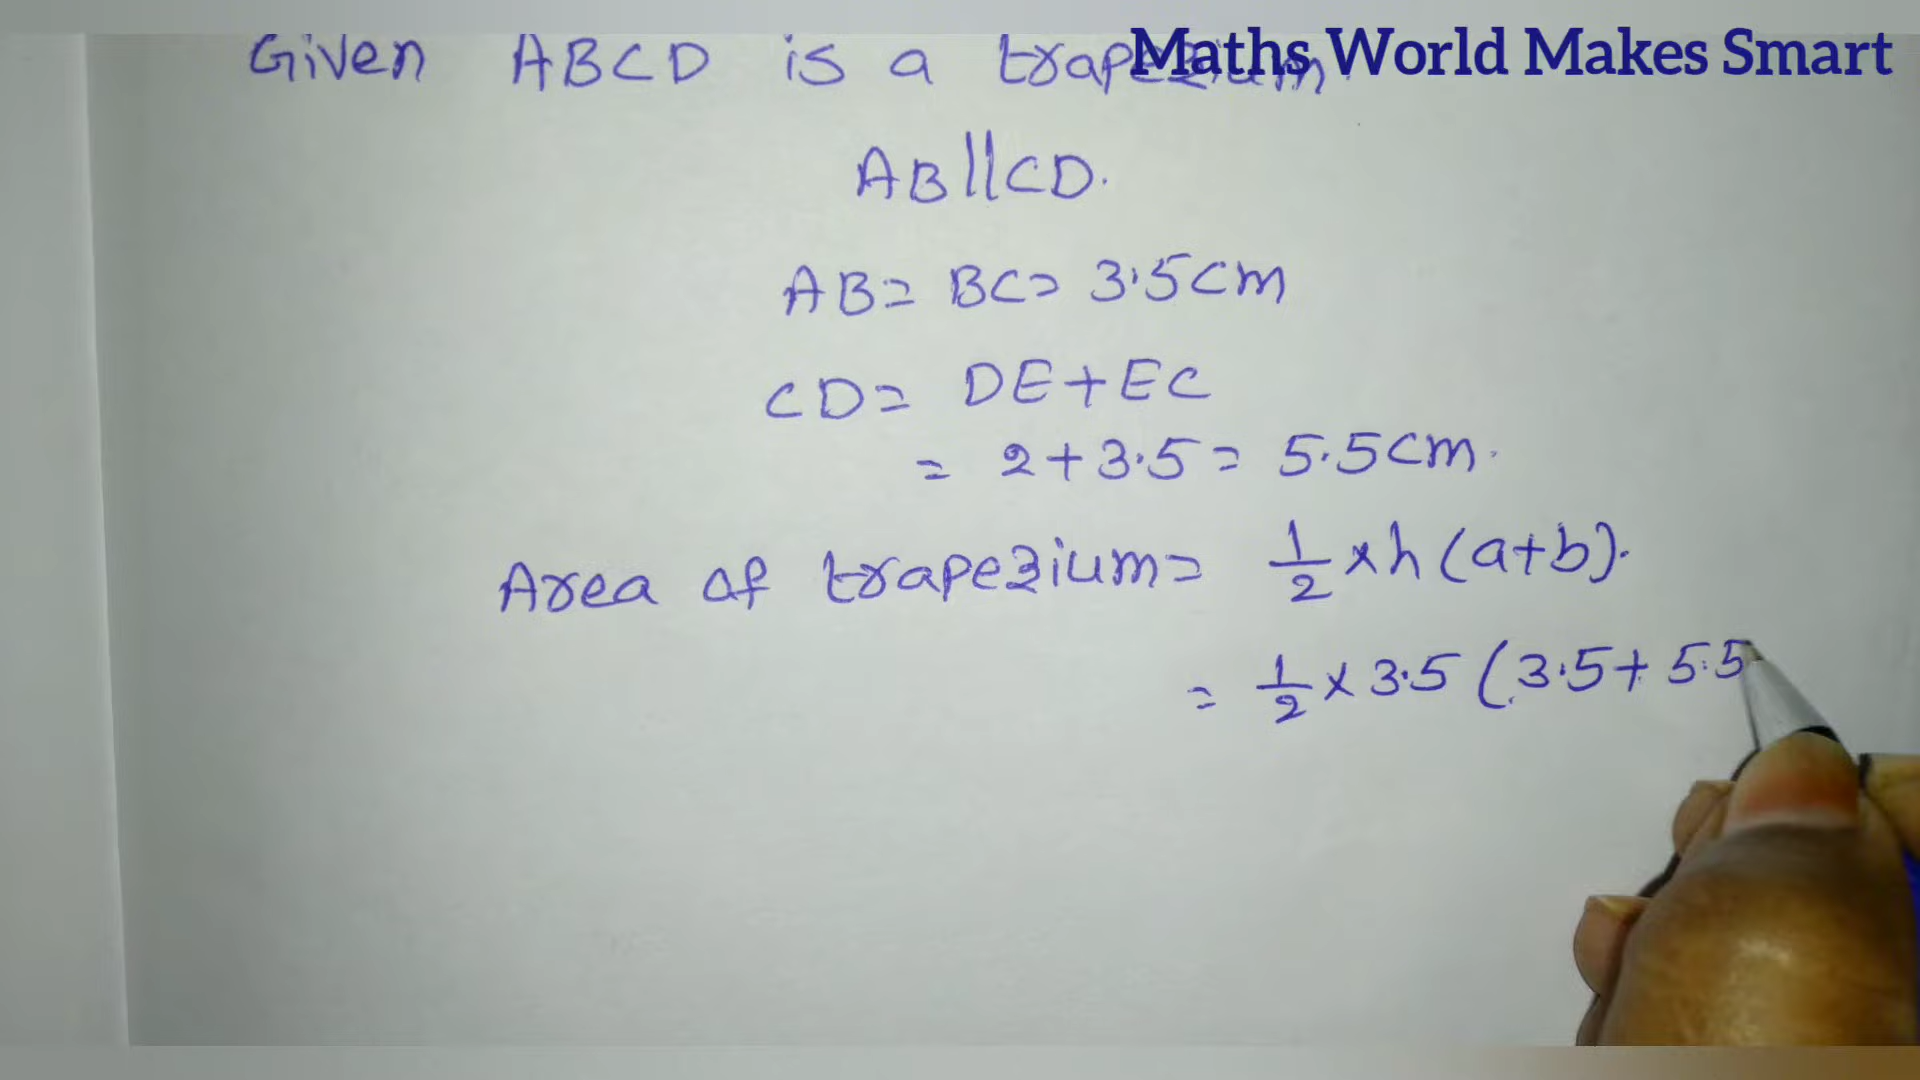 Maths World Makes Smart
Given ABCD is a trapezium.
AB||CD.
AB = BC = 3.5cm
CD = DE + EC
= 2 + 3.5 = 5.5cm.
Area of trapezium = 1/2 × h (a+b).
= 1/2 × 3.5 (3.5 + 5.5